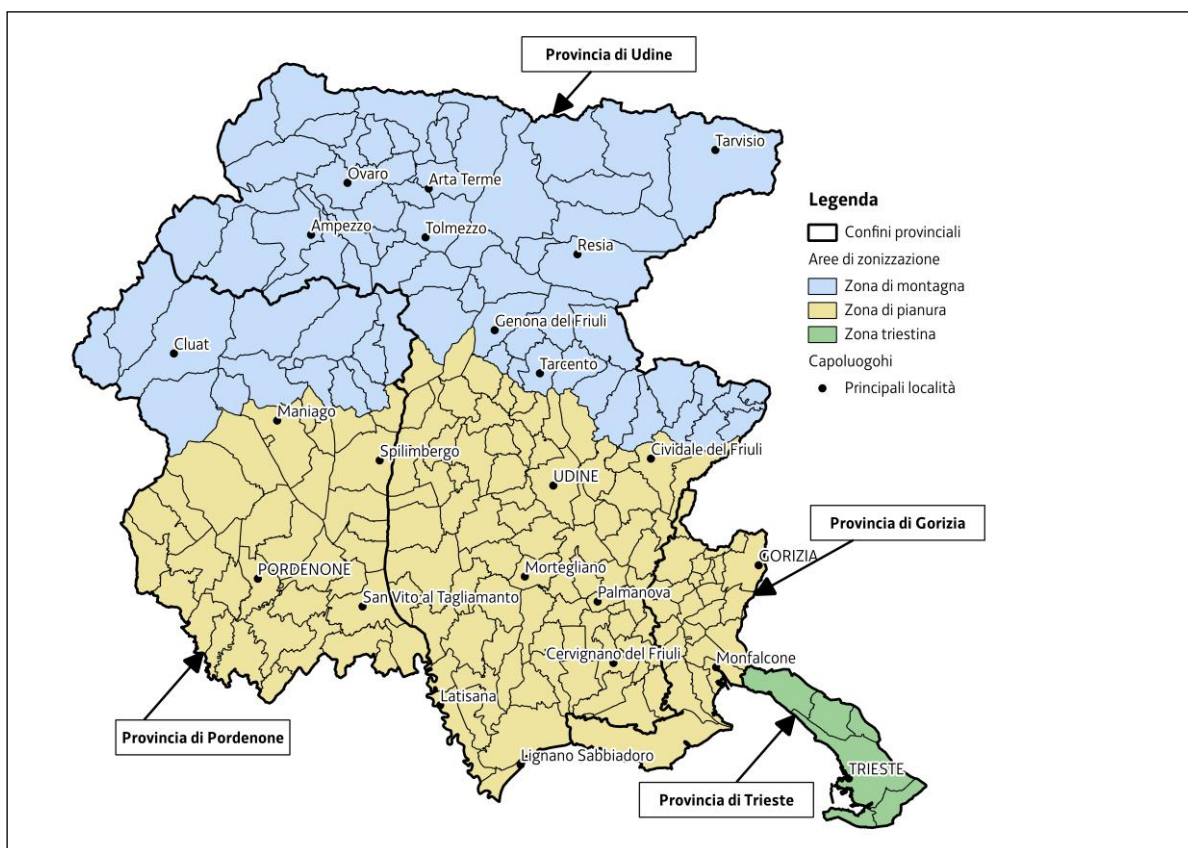 Provincia di Udine
Tarvisio
Ovaro
Arta Terme
Legenda
Ampezzo
Tolmezzo
Confini provinciali
Resia
Aree di zonizzazione
Zona di montagna
Zona di pianura
Genona del Friuli
Zona triestina
Cluat
Capoluogohi
Tarcento
Principali località
Maniago
Spilimbergo
Cividale del Friuli
UDINE
Provincia di Gorizia
GORIZIA
PORDENONE
Mortegliano
San Vito al Tagliamanto
Palmanova
Cervignano del Friuli
Monfalcone
Latisana
Provincia di Pordenone
Lignano Sabbiadoro
TRIESTE
Provincia di Trieste